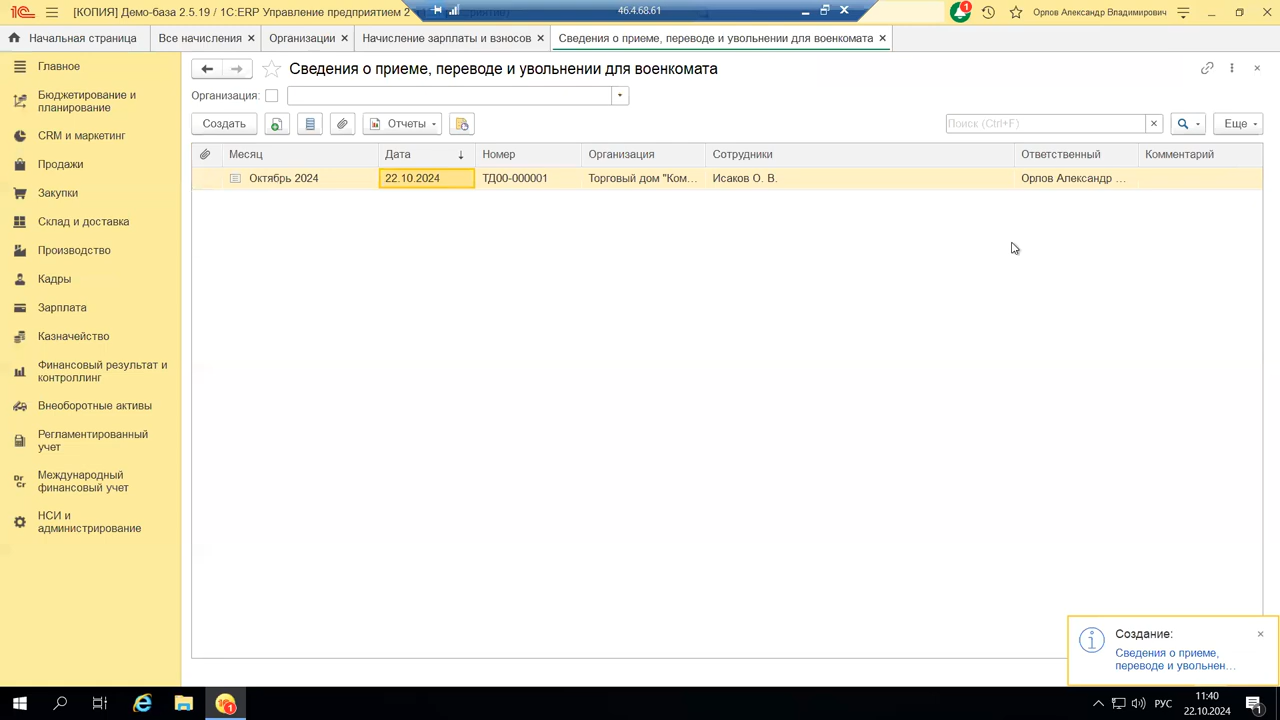 [КОПИЯ] Демо-база 2.5.19 / 1С:ERP Управление предприятием 2
46.4.68.61
1
Орлов Александр Владимирович
Начальная страница
Все начисления
Организации
Начисление зарплаты и взносов
Сведения о приеме, переводе и увольнении для военкомата
Главное
Бюджетирование и
планирование
CRM и маркетинг
Продажи
Закупки
Склад и доставка
Производство
Кадры
Зарплата
Казначейство
Финансовый результат и
контроллинг
Внеоборотные активы
Регламентированный
учет
Международный
финансовый учет
НСИ и
администрирование
Сведения о приеме, переводе и увольнении для военкомата
Организация:
Создать
Отчеты
Поиск (Ctrl+F)
Еще
Месяц Дата Номер Организация Сотрудники Ответственный Комментарий
Октябрь 2024 22.10.2024 ТД00-000001 Торговый дом "Ком... Исаков О. В. Орлов Александр ...
Создание:
Сведения о приеме,
переводе и увольнен...
РУС
11:40
22.10.2024
1
1